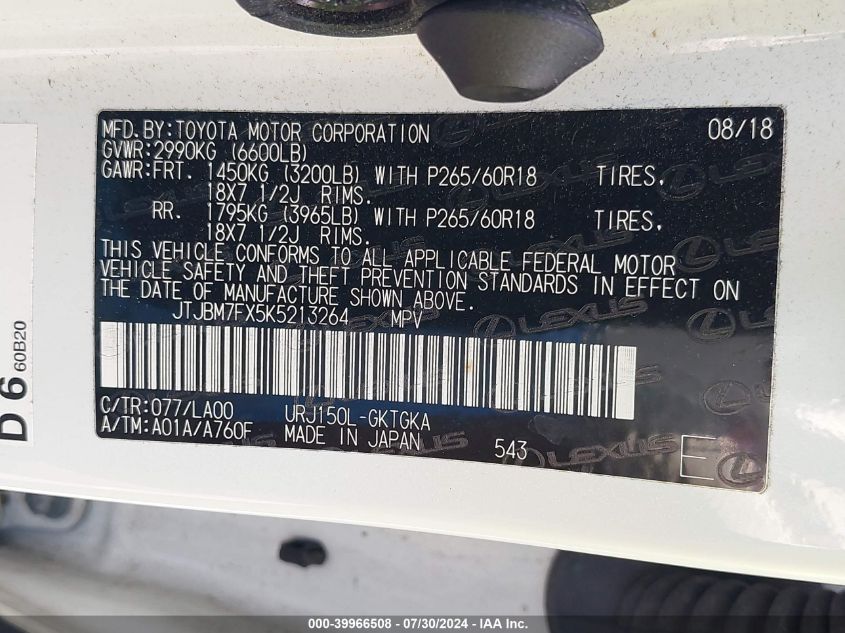 MFD.BY:TOYOTA MOTOR CORPORATION 08/18
GVWR:2990KG (6600LB)
GAWR:FRT. 1450KG (3200LB) WITH P265/60R18 TIRES,
18X7 1/2J RIMS.
RR. 1795KG (3965LB) WITH P265/60R18 TIRES,
18X7 1/2J RIMS.
THIS VEHICLE CONFORMS TO ALL APPLICABLE FEDERAL MOTOR
VEHICLE SAFETY AND THEFT PREVENTION STANDARDS IN EFFECT ON
THE DATE OF MANUFACTURE SHOWN ABOVE.
JTJBM7FX5K5213264 MPV
LEXUS
C/TR:077/LA00 URJ150L-GKTGKA
A/TM:A01A/A760F MADE IN JAPAN 543 E
LEXUS
D 6 60B20
000-39966508 / 07/30/2024 - IAA Inc.